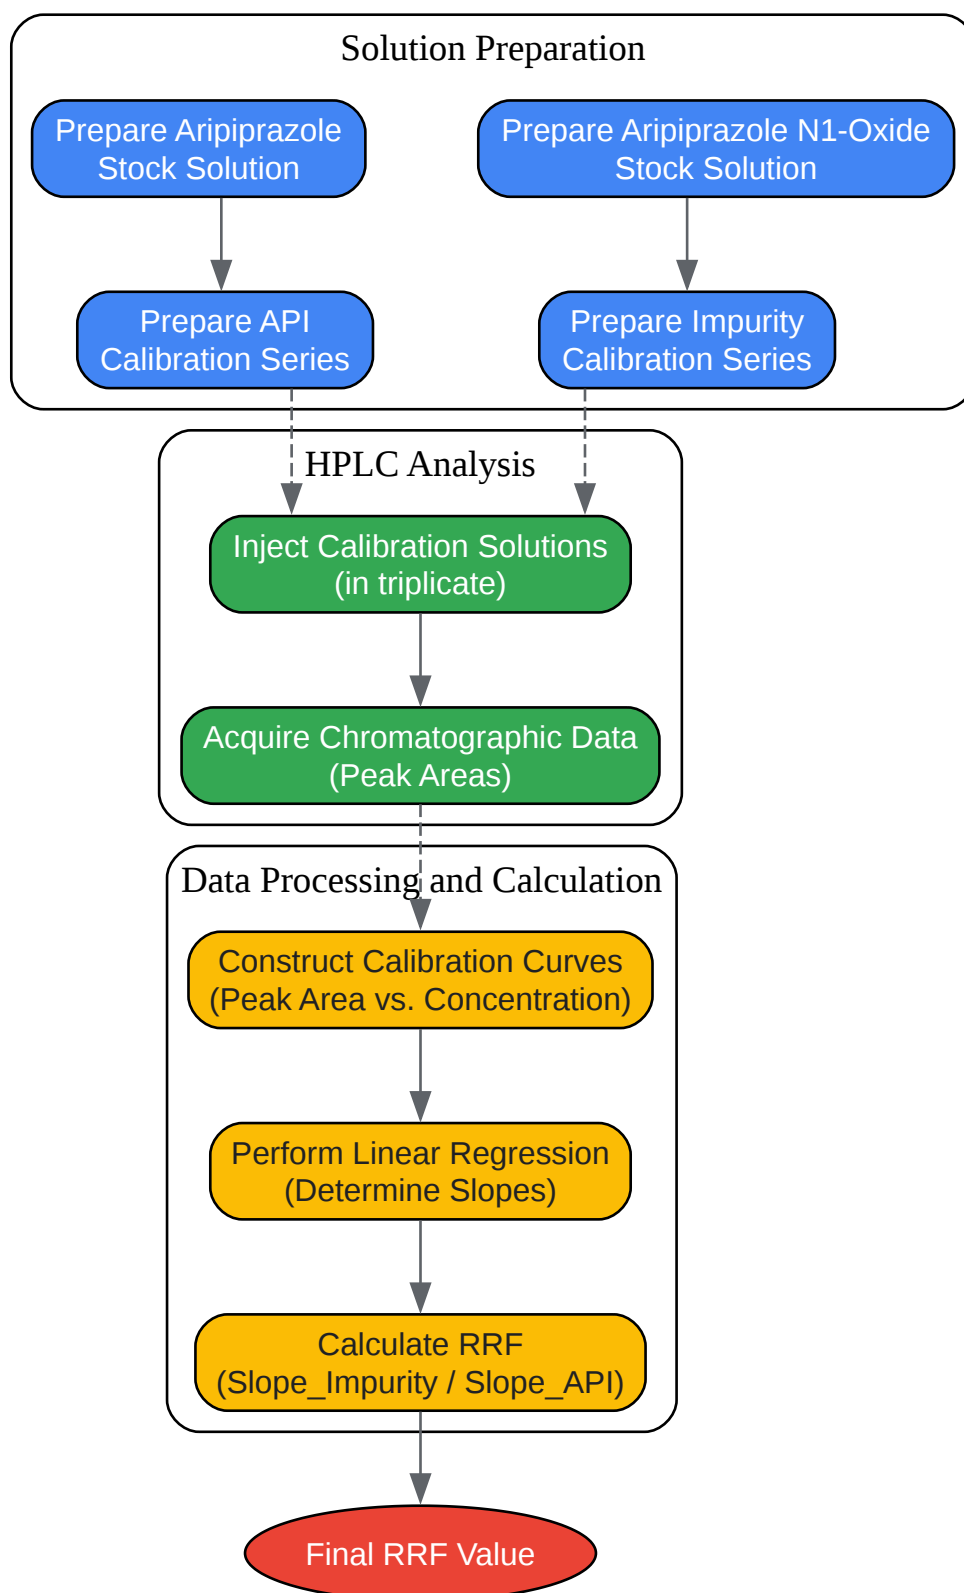 Solution Preparation
Prepare Aripiprazole
Stock Solution
Prepare Aripiprazole N1-Oxide
Stock Solution
Prepare API
Calibration Series
Prepare Impurity
Calibration Series
HPLC Analysis
Inject Calibration Solutions
(in triplicate)
Acquire Chromatographic Data
(Peak Areas)
Data Processing and Calculation
Construct Calibration Curves
(Peak Area vs. Concentration)
Perform Linear Regression
(Determine Slopes)
Calculate RRF
(Slope_Impurity / Slope_API)
Final RRF Value